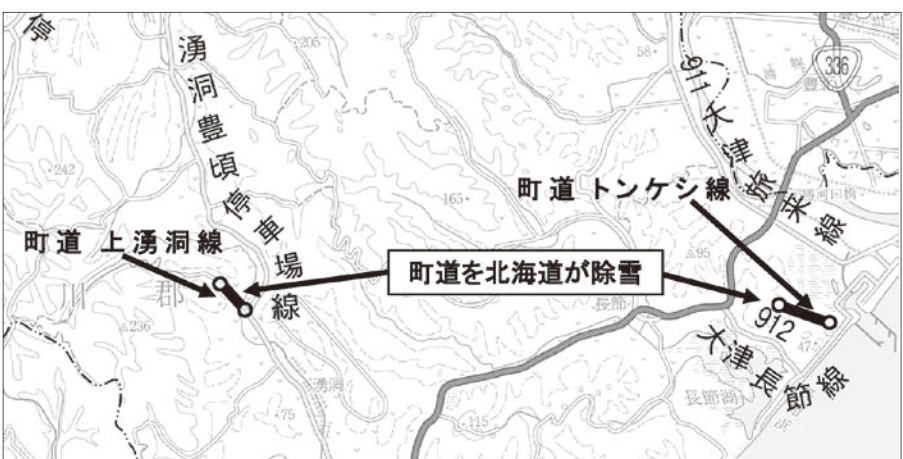 停
湧洞豊頃停車場線
・205
58・
911
大津旅来線
336
・242
165・
町道 トンケシ線
町道 上湧洞線
町道を北海道が除雪
川 郡
95
長節
236
912
47・
大津長節線
長節湖
湧洞
・75
・115